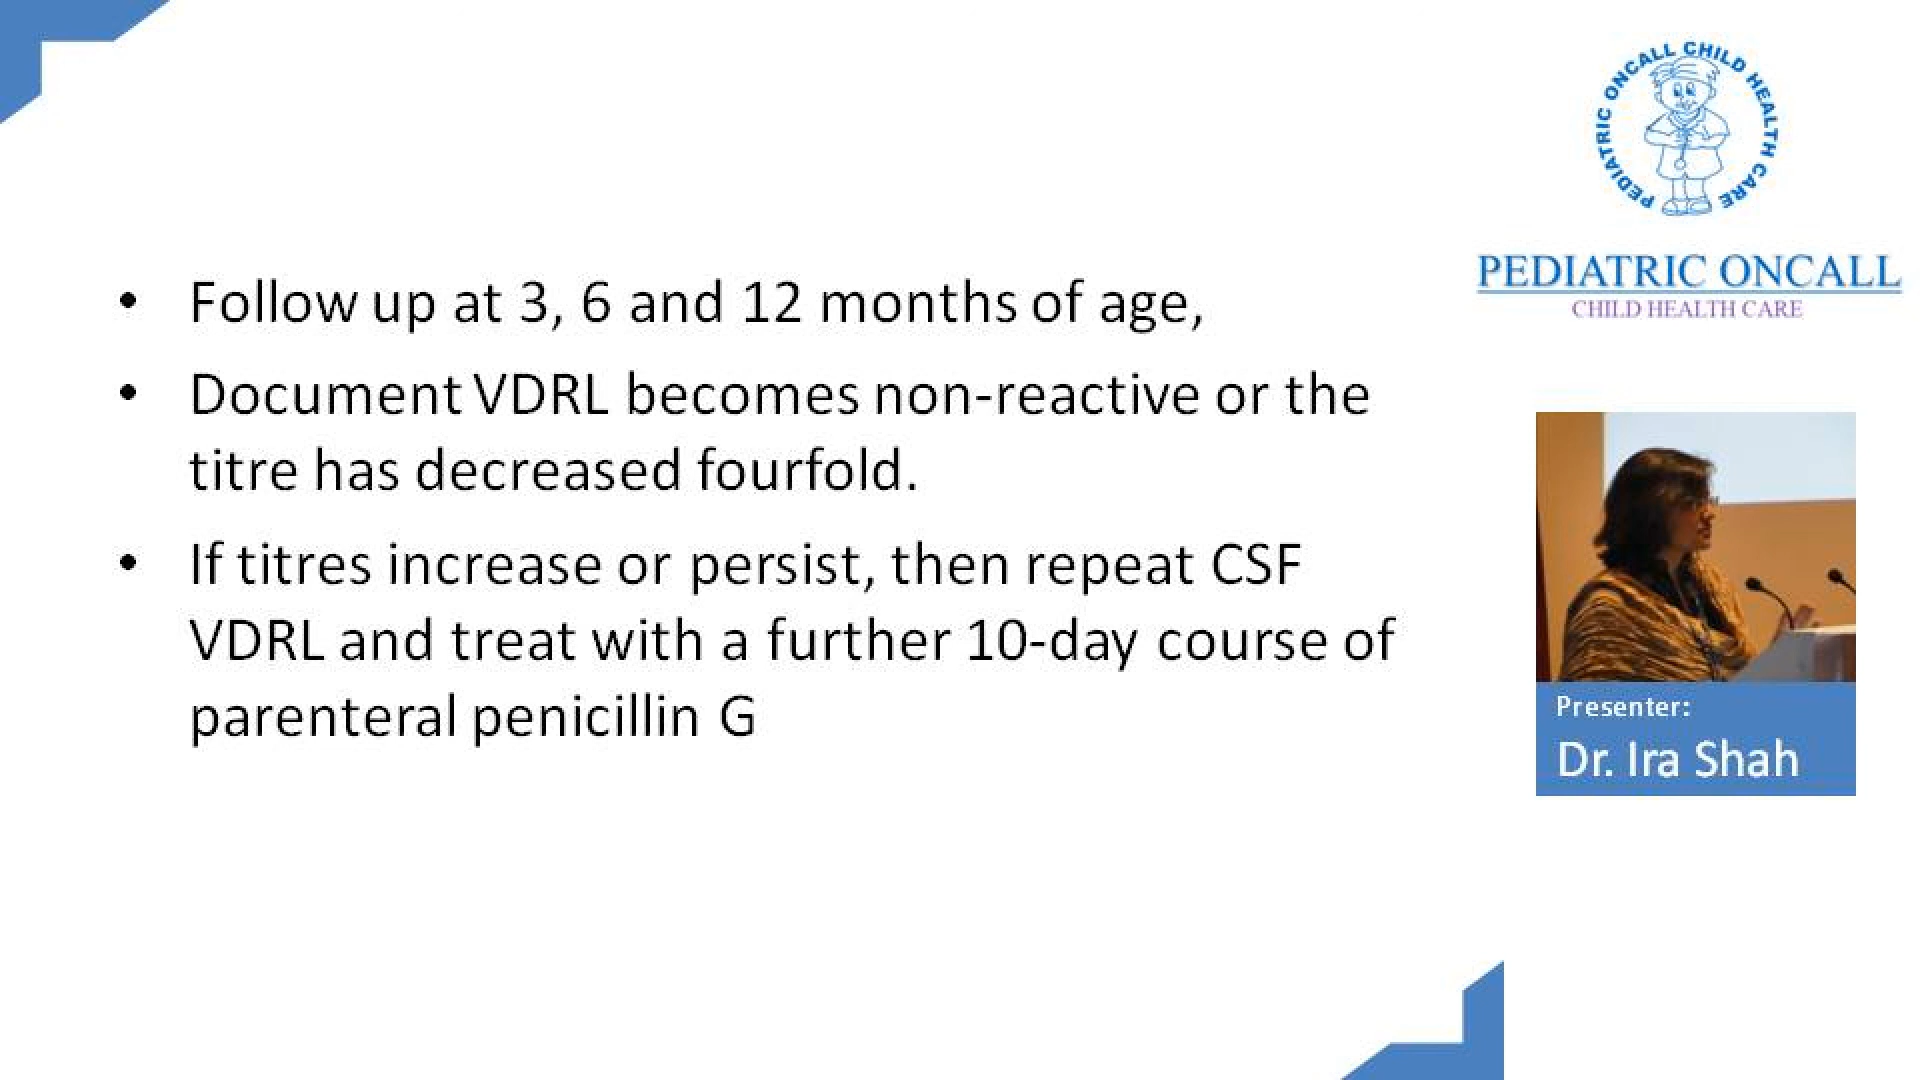 • Follow up at 3, 6 and 12 months of age,
• Document VDRL becomes non-reactive or the
titre has decreased fourfold.
• If titres increase or persist, then repeat CSF
VDRL and treat with a further 10-day course of
parenteral penicillin G
PEDIATRIC ONCALL CHILD HEALTH CARE
PEDIATRIC ONCALL
CHILD HEALTH CARE
Presenter:
Dr. Ira Shah